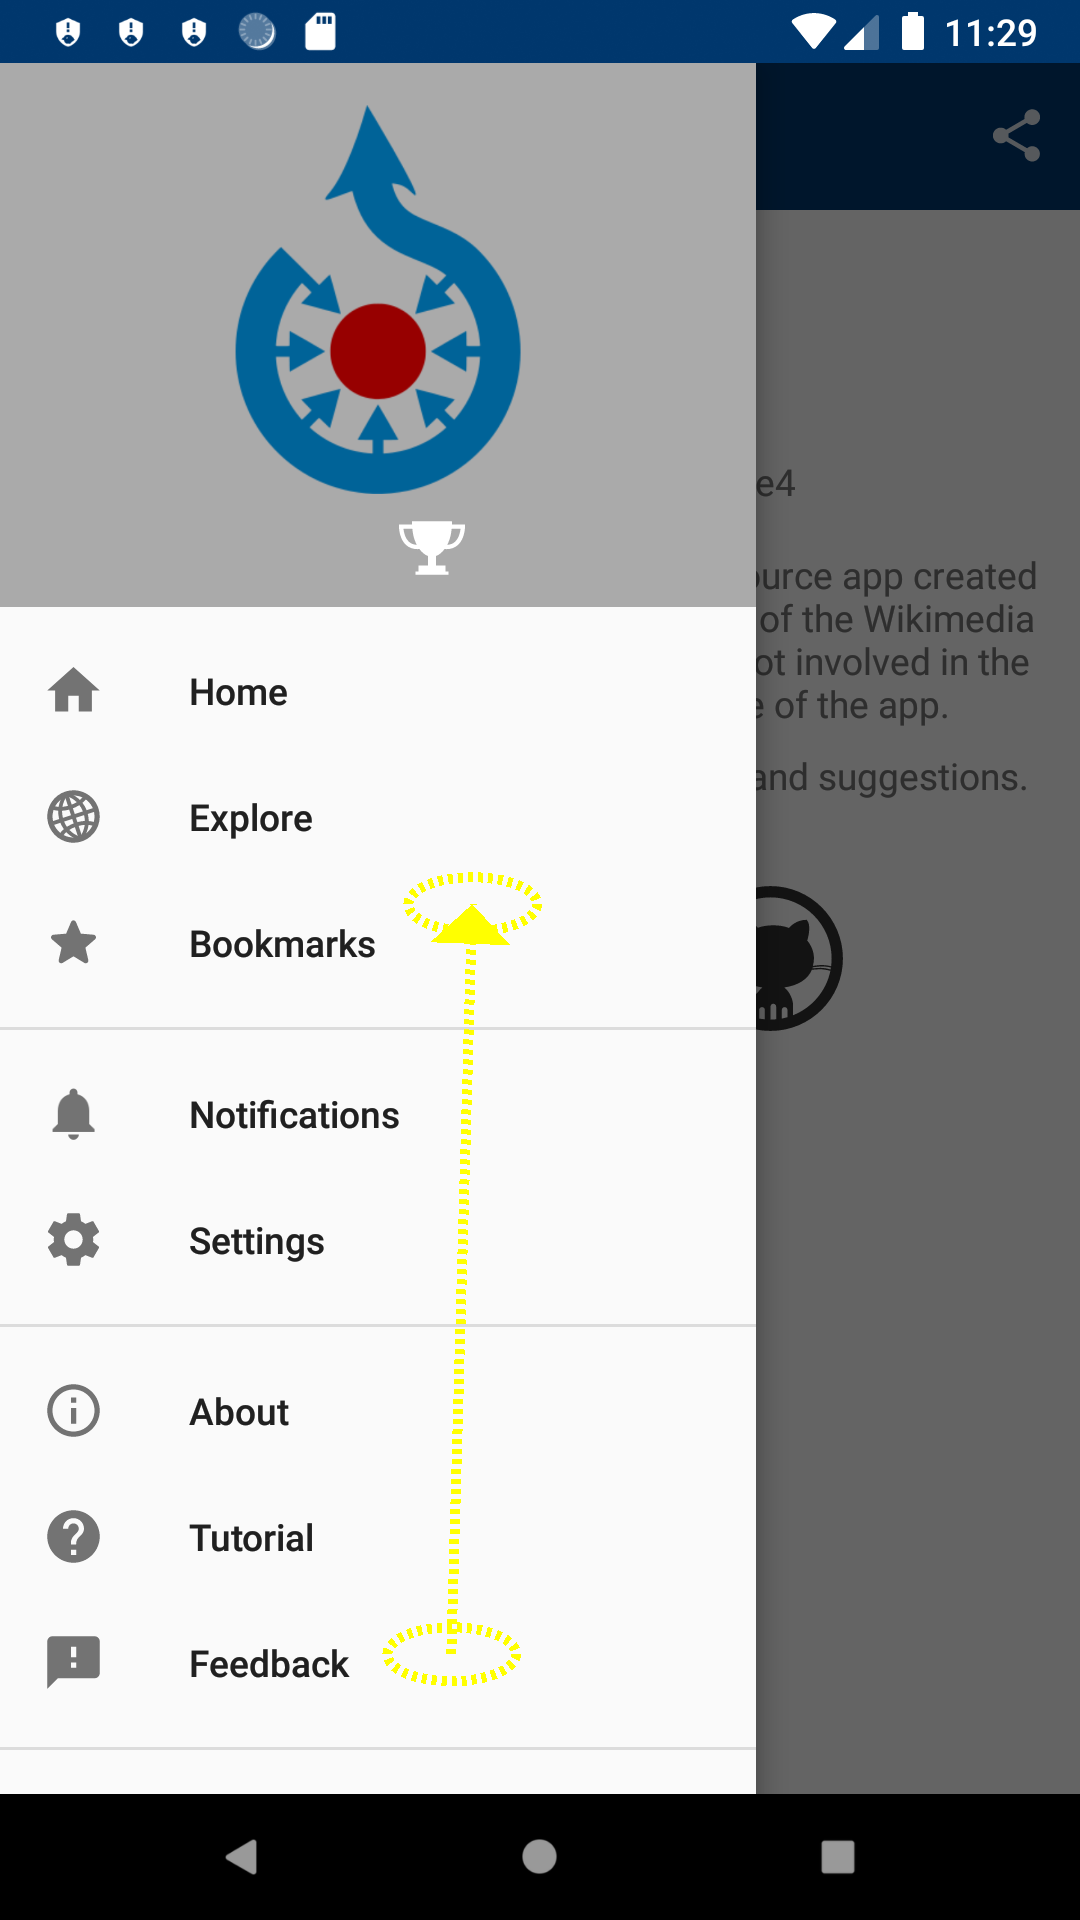 11:29
e4
urce app created
of the Wikimedia
ot involved in the
e of the app.
and suggestions.
Home
Explore
Bookmarks
Notifications
Settings
About
Tutorial
Feedback